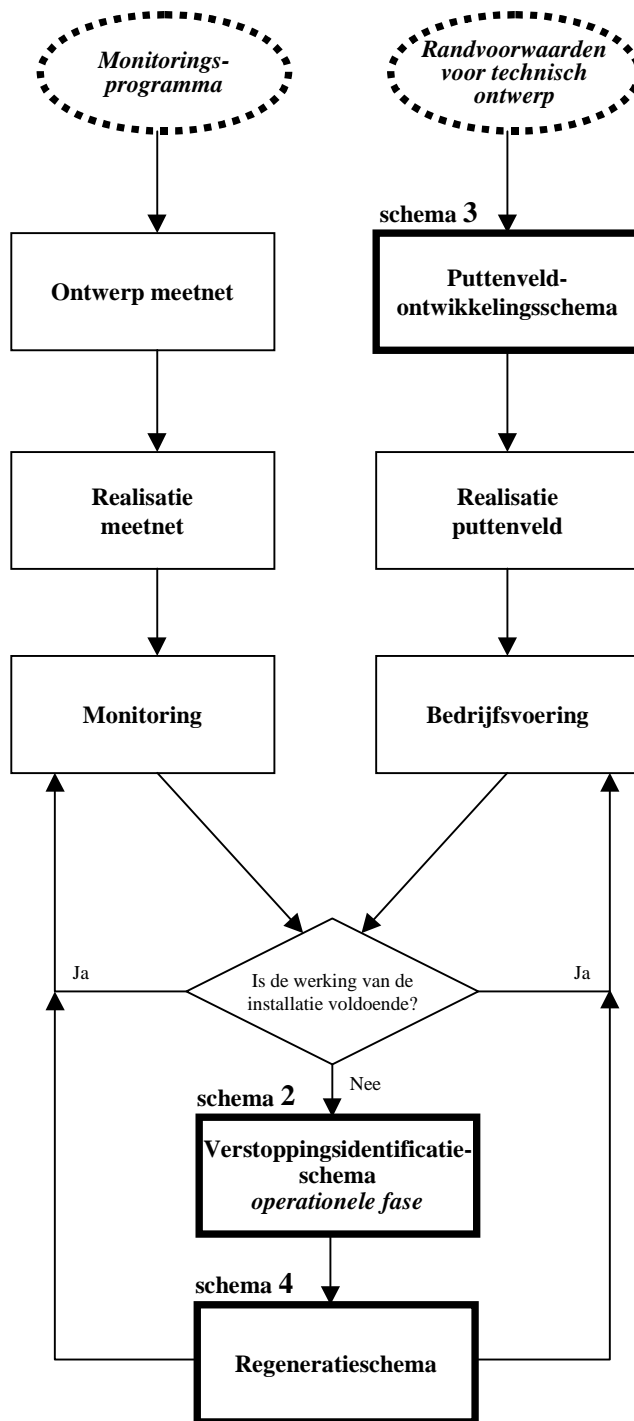 Monitorings-
programma
Randvoorwaarden
voor technisch
ontwerp
schema 3
Ontwerp meetnet
Puttenveld-
ontwikkelingsschema
Realisatie
meetnet
Realisatie
puttenveld
Monitoring
Bedrijfsvoering
Ja
Is de werking van de
installatie voldoende?
Ja
Nee
schema 2
Verstoppingsidentificatie-
schema
operationele fase
schema 4
Regeneratieschema